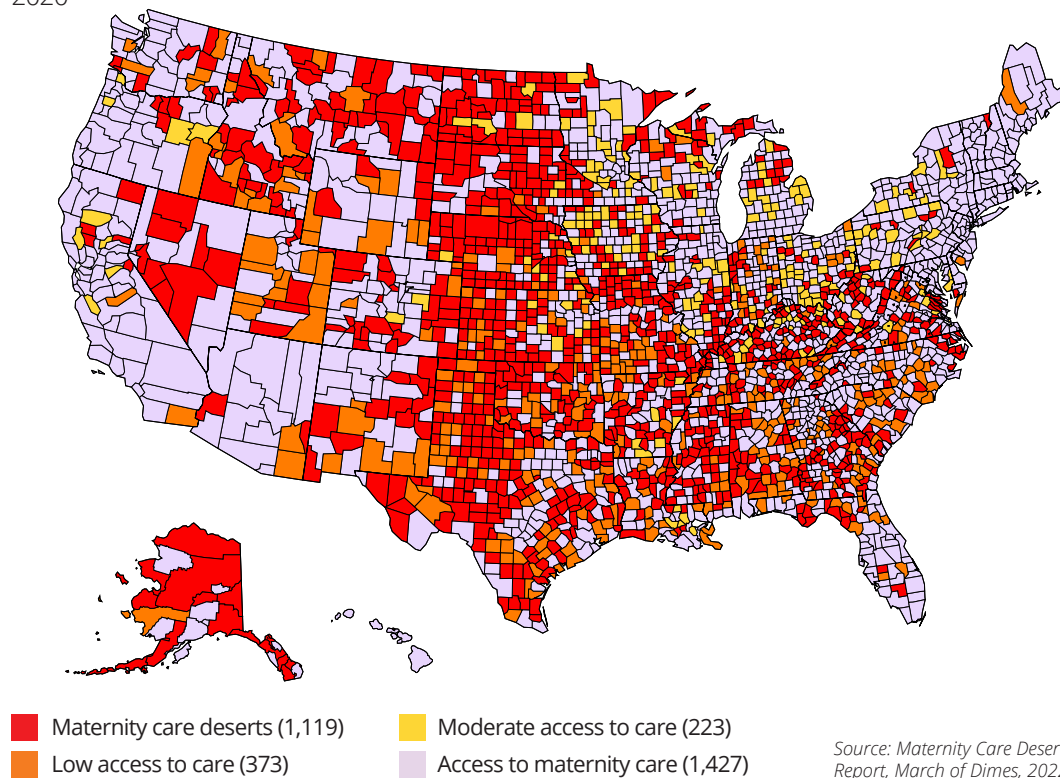 2020
Maternity care deserts (1,119)
Moderate access to care (223)
Low access to care (373)
Access to maternity care (1,427)
Source: Maternity Care Deser
Report, March of Dimes, 202